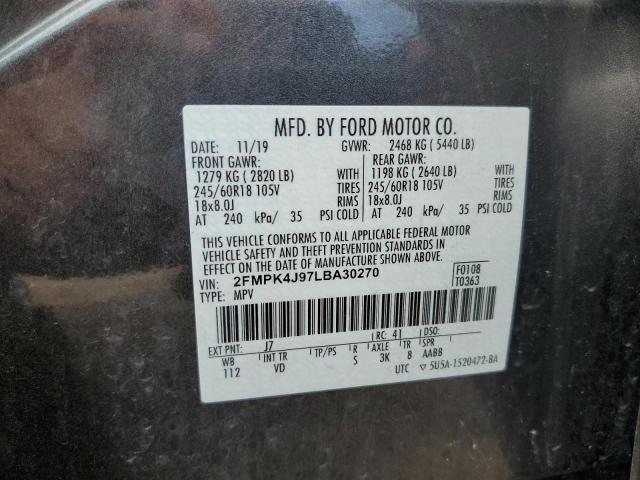 MFD. BY FORD MOTOR CO.
DATE: 11/19 GVWR: 2468 KG ( 5440 LB)
FRONT GAWR: REAR GAWR:
1279 KG ( 2820 LB) WITH 1198 KG ( 2640 LB) WITH
245/60R18 105V TIRES 245/60R18 105V TIRES
18x8.0J RIMS 18x8.0J RIMS
AT 240 kPa/ 35 PSI COLD AT 240 kPa/ 35 PSI COLD
THIS VEHICLE CONFORMS TO ALL APPLICABLE FEDERAL MOTOR
VEHICLE SAFETY AND THEFT PREVENTION STANDARDS IN
EFFECT ON THE DATE OF MANUFACTURE SHOWN ABOVE.
VIN: 2FMPK4J97LBA30270 F0108
TYPE: MPV T0363
EXT PNT: J7 RC: 41 DSO:
WB INT TR TP/PS R AXLE TR SPR
112 VD S 3K 8 AABB
UTC ▽ 5U5A-1520472-BA